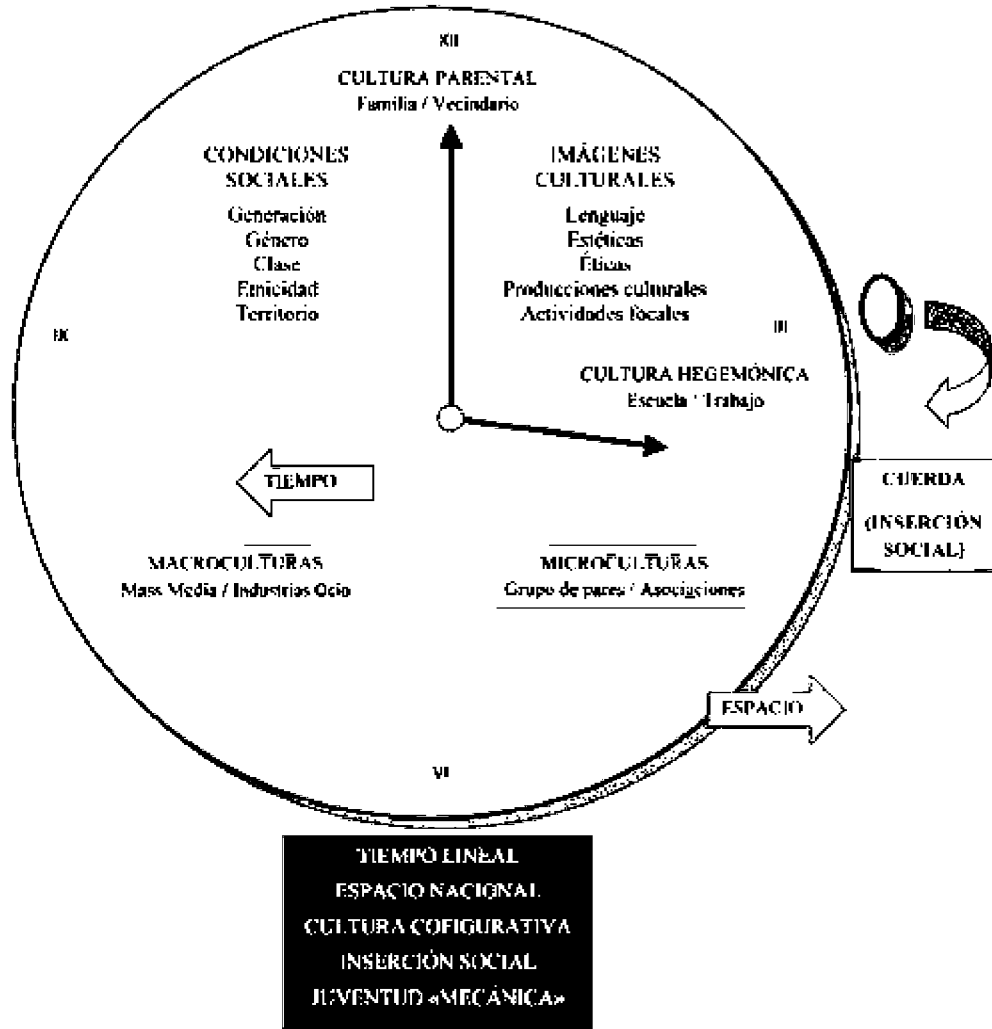 XII
CULTURA PARENTAL
Familia / Vecindario
CONDICIONES
SOCIALES
Generación
Género
Clase
Etnicidad
Territorio
IMÁGENES
CULTURALES
Lenguaje
Estéticas
Éticas
Producciones culturales
Actividades focales
IX
III
CULTURA HEGEMÓNICA
Escuela / Trabajo
TIEMPO
CUERDA
(INSERCIÓN
SOCIAL)
MACROCULTURAS
Mass Media / Industrias Ocio
MICROCULTURAS
Grupo de pares / Asociaciones
ESPACIO
VI
TIEMPO LINEAL
ESPACIO NACIONAL
CULTURA COFIGURATIVA
INSERCIÓN SOCIAL
JUVENTUD «MECÁNICA»